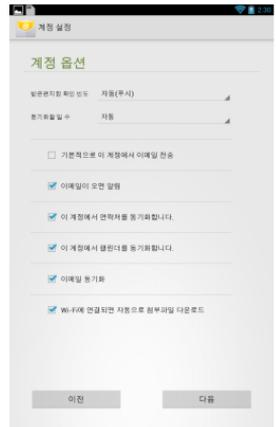 2:30
계정 설정
계정 옵션
받은편지함 확인 빈도 자동(푸시)
동기화할 일 수 자동
기본적으로 이 계정에서 이메일 전송
이메일이 오면 알림
이 계정에서 연락처를 동기화합니다.
이 계정에서 캘린더를 동기화합니다.
이메일 동기화
Wi-Fi에 연결되면 자동으로 첨부파일 다운로드
이전 다음